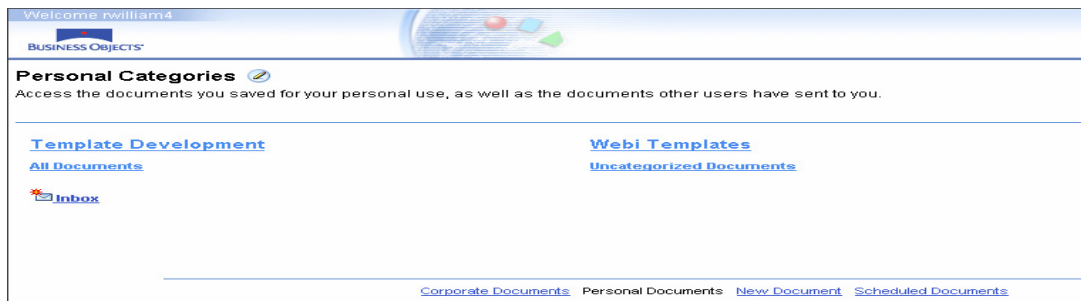 Welcome rwilliam4
BUSINESS OBJECTS
Personal Categories
Access the documents you saved for your personal use, as well as the documents other users have sent to you.
Template Development Webi Templates
All Documents Uncategorized Documents
Inbox
Corporate Documents Personal Documents New Document Scheduled Documents